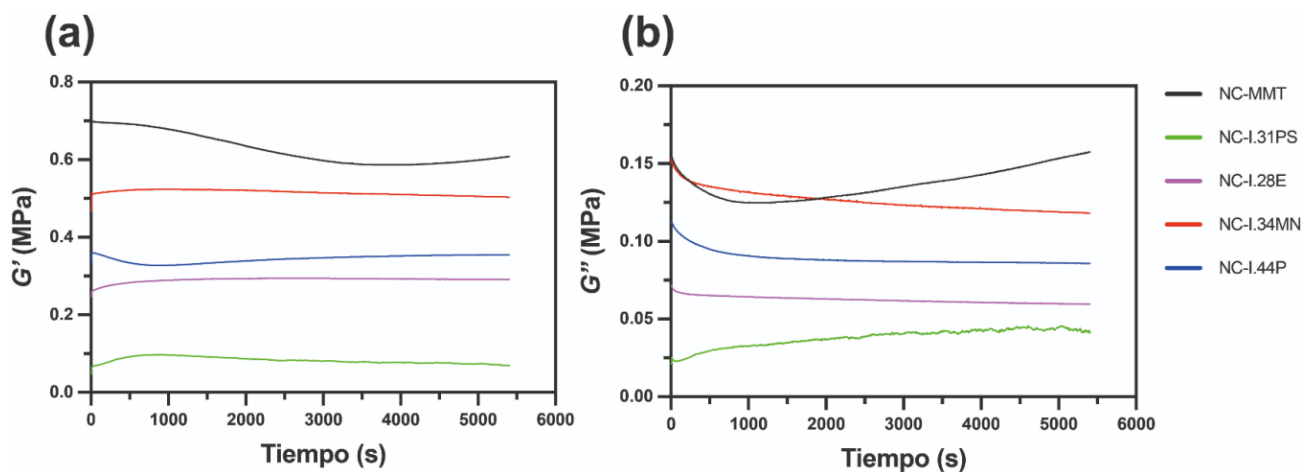 (a)
G' (MPa)
0.8
0.6
0.4
0.2
0.0
0 1000 2000 3000 4000 5000 6000
Tiempo (s)
(b)
G'' (MPa)
0.20
0.15
0.10
0.05
0.00
0 1000 2000 3000 4000 5000 6000
Tiempo (s)
NC-MMT
NC-I.31PS
NC-I.28E
NC-I.34MN
NC-I.44P